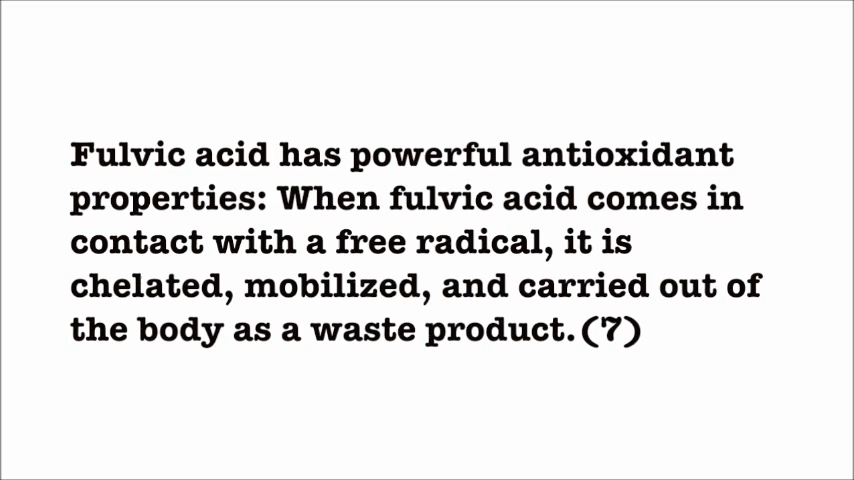 Fulvic acid has powerful antioxidant
properties: When fulvic acid comes in
contact with a free radical, it is
chelated, mobilized, and carried out of
the body as a waste product.(7)